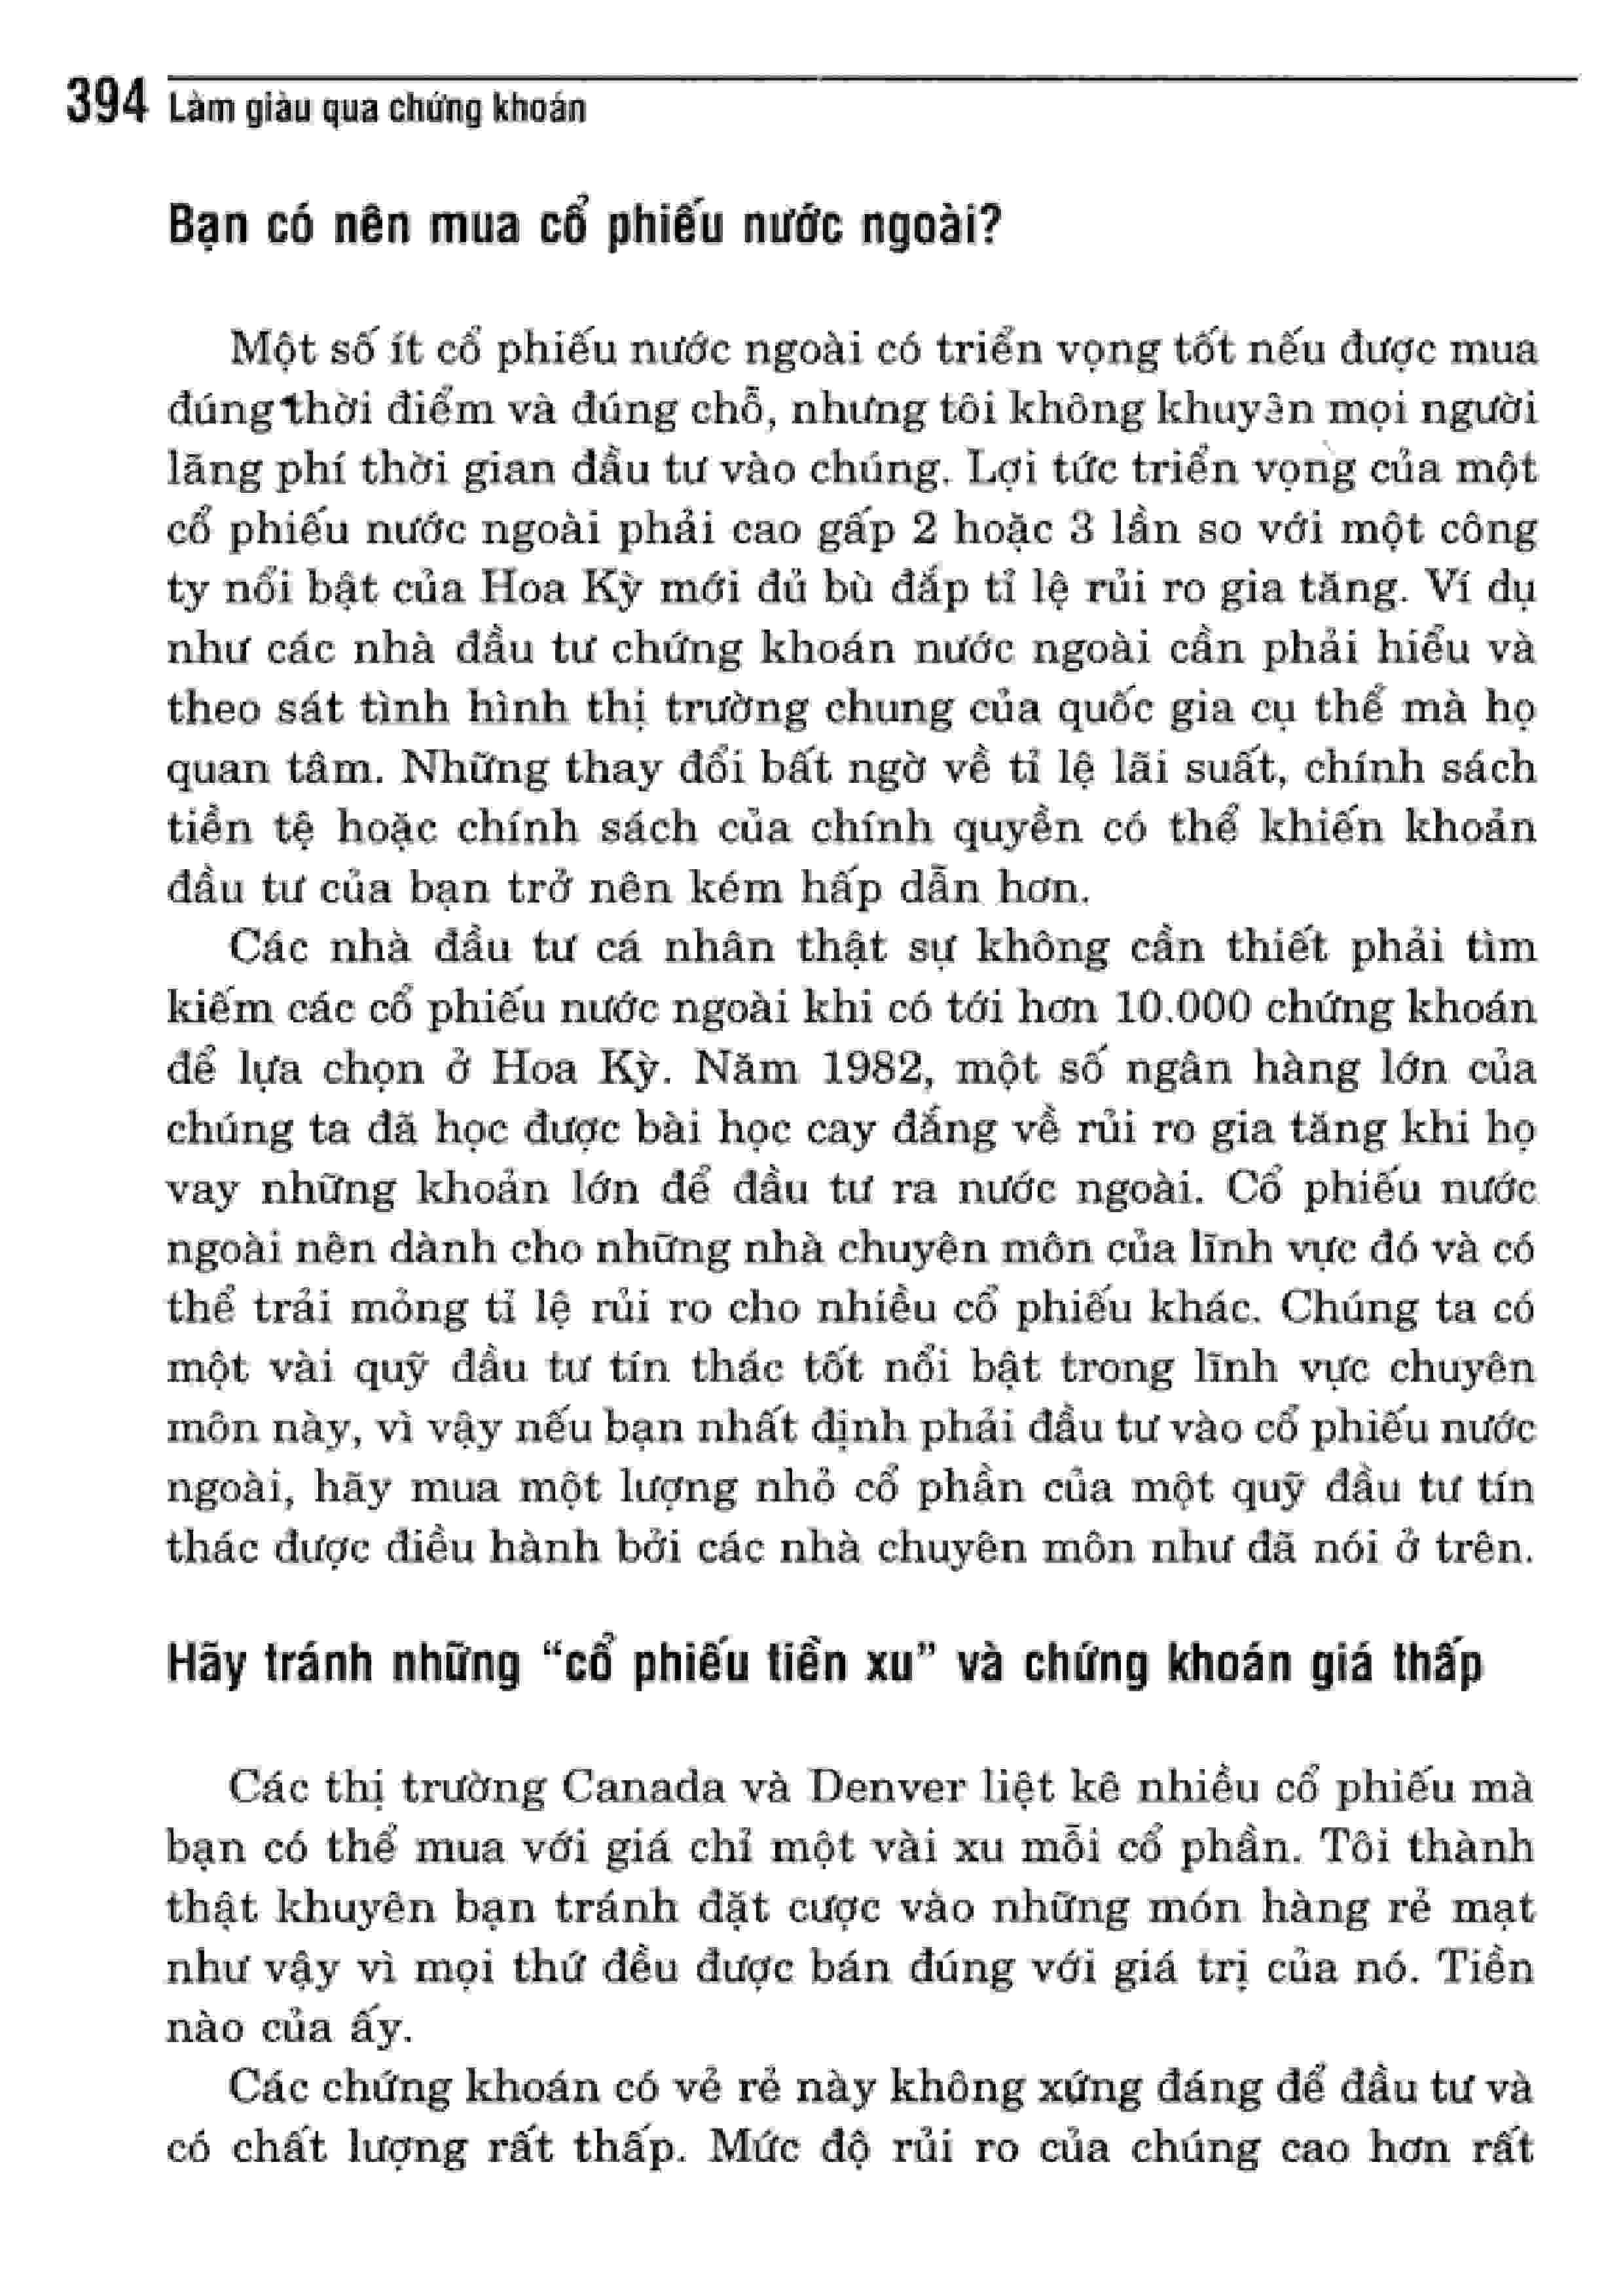 394 Làm giàu qua chứng khoán
Bạn có nên mua cổ phiếu nước ngoài?
Một số ít cổ phiếu nước ngoài có triển vọng tốt nếu được mua
đúng thời điểm và đúng chỗ, nhưng tôi không khuyên mọi người
lãng phí thời gian đầu tư vào chúng. Lợi tức triển vọng của một
cổ phiếu nước ngoài phải cao gấp 2 hoặc 3 lần so với một công
ty nổi bật của Hoa Kỳ mới đủ bù đắp tỉ lệ rủi ro gia tăng. Ví dụ
như các nhà đầu tư chứng khoán nước ngoài cần phải hiểu và
theo sát tình hình thị trường chung của quốc gia cụ thể mà họ
quan tâm. Những thay đổi bất ngờ về tỉ lệ lãi suất, chính sách
tiền tệ hoặc chính sách của chính quyền có thể khiến khoản
đầu tư của bạn trở nên kém hấp dẫn hơn.
Các nhà đầu tư cá nhân thật sự không cần thiết phải tìm
kiếm các cổ phiếu nước ngoài khi có tới hơn 10.000 chứng khoán
để lựa chọn ở Hoa Kỳ. Năm 1982, một số ngân hàng lớn của
chúng ta đã học được bài học cay đắng về rủi ro gia tăng khi họ
vay những khoản lớn để đầu tư ra nước ngoài. Cổ phiếu nước
ngoài nên dành cho những nhà chuyên môn của lĩnh vực đó và có
thể trải mỏng tỉ lệ rủi ro cho nhiều cổ phiếu khác. Chúng ta có
một vài quỹ đầu tư tín thác tốt nổi bật trong lĩnh vực chuyên
môn này, vì vậy nếu bạn nhất định phải đầu tư vào cổ phiếu nước
ngoài, hãy mua một lượng nhỏ cổ phần của một quỹ đầu tư tín
thác được điều hành bởi các nhà chuyên môn như đã nói ở trên.
Hãy tránh những “cổ phiếu tiền xu” và chứng khoán giá thấp
Các thị trường Canada và Denver liệt kê nhiều cổ phiếu mà
bạn có thể mua với giá chỉ một vài xu mỗi cổ phần. Tôi thành
thật khuyên bạn tránh đặt cược vào những món hàng rẻ mạt
như vậy vì mọi thứ đều được bán đúng với giá trị của nó. Tiền
nào của ấy.
Các chứng khoán có vẻ rẻ này không xứng đáng để đầu tư và
có chất lượng rất thấp. Mức độ rủi ro của chúng cao hơn rất